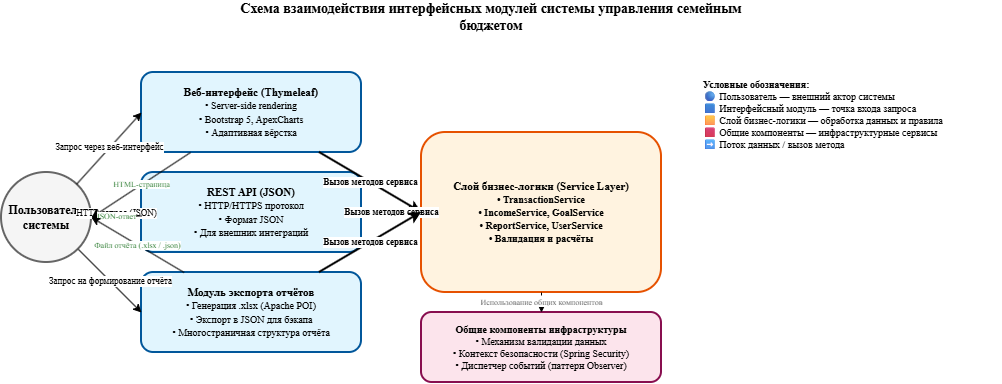 Схема взаимодействия интерфейсных модулей системы управления семейным
бюджетом
Веб-интерфейс (Thymeleaf)
• Server-side rendering
• Bootstrap 5, ApexCharts
• Адаптивная вёрстка
Условные обозначения:
Пользователь — внешний актор системы
Интерфейсный модуль — точка входа запроса
Слой бизнес-логики — обработка данных и правила
Общие компоненты — инфраструктурные сервисы
Поток данных / вызов метода
Запрос через веб-интерфейс
HTML-страница
Вызов методов сервиса
REST API (JSON)
• HTTP/HTTPS протокол
• Формат JSON
• Для внешних интеграций
Слой бизнес-логики (Service Layer)
• TransactionService
• IncomeService, GoalService
• ReportService, UserService
• Валидация и расчёты
Пользователь
системы
(JSON)
JSON-ответ
Вызов методов сервиса
Файл отчёта (.xlsx / .json)
Вызов методов сервиса
Запрос на формирование отчёта
Модуль экспорта отчётов
• Генерация .xlsx (Apache POI)
• Экспорт в JSON для бэкапа
• Многостраничная структура отчёта
Использование общих компонентов
Общие компоненты инфраструктуры
• Механизм валидации данных
• Контекст безопасности (Spring Security)
• Диспетчер событий (паттерн Observer)